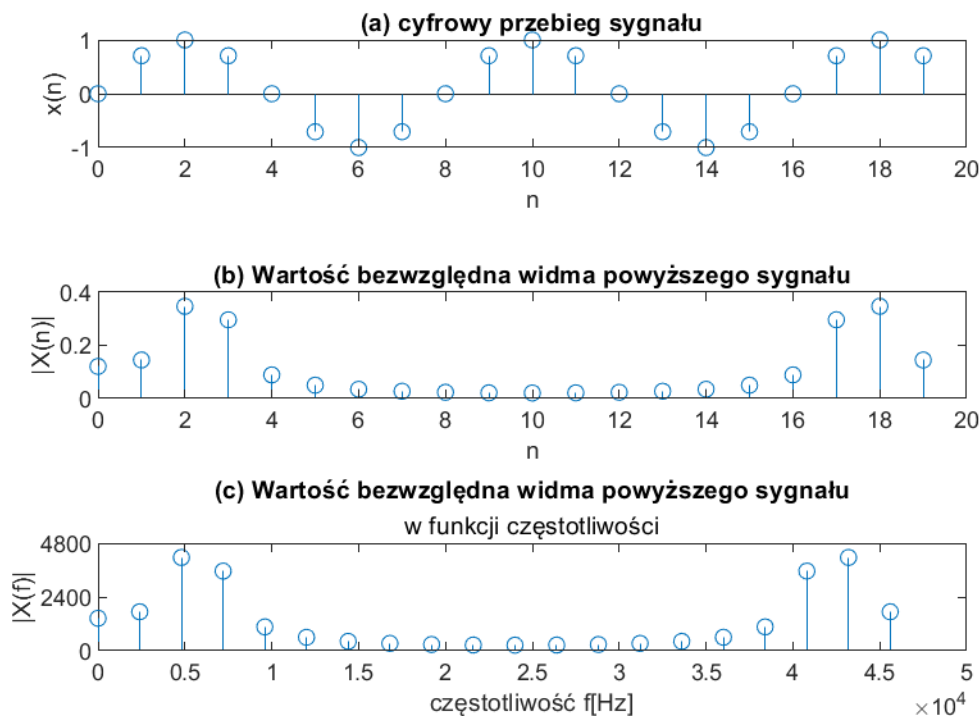 (a) cyfrowy przebieg sygnału
1
0
-1
x(n)
0 2 4 6 8 10 12 14 16 18 20
n
(b) Wartość bezwzględna widma powyższego sygnału
0.4
0.2
0
|X(n)|
0 2 4 6 8 10 12 14 16 18 20
n
(c) Wartość bezwzględna widma powyższego sygnału
w funkcji częstotliwości
4800
2400
0
|X(f)|
0 0.5 1 1.5 2 2.5 3 3.5 4 4.5 5
częstotliwość f[Hz]
× 10^4